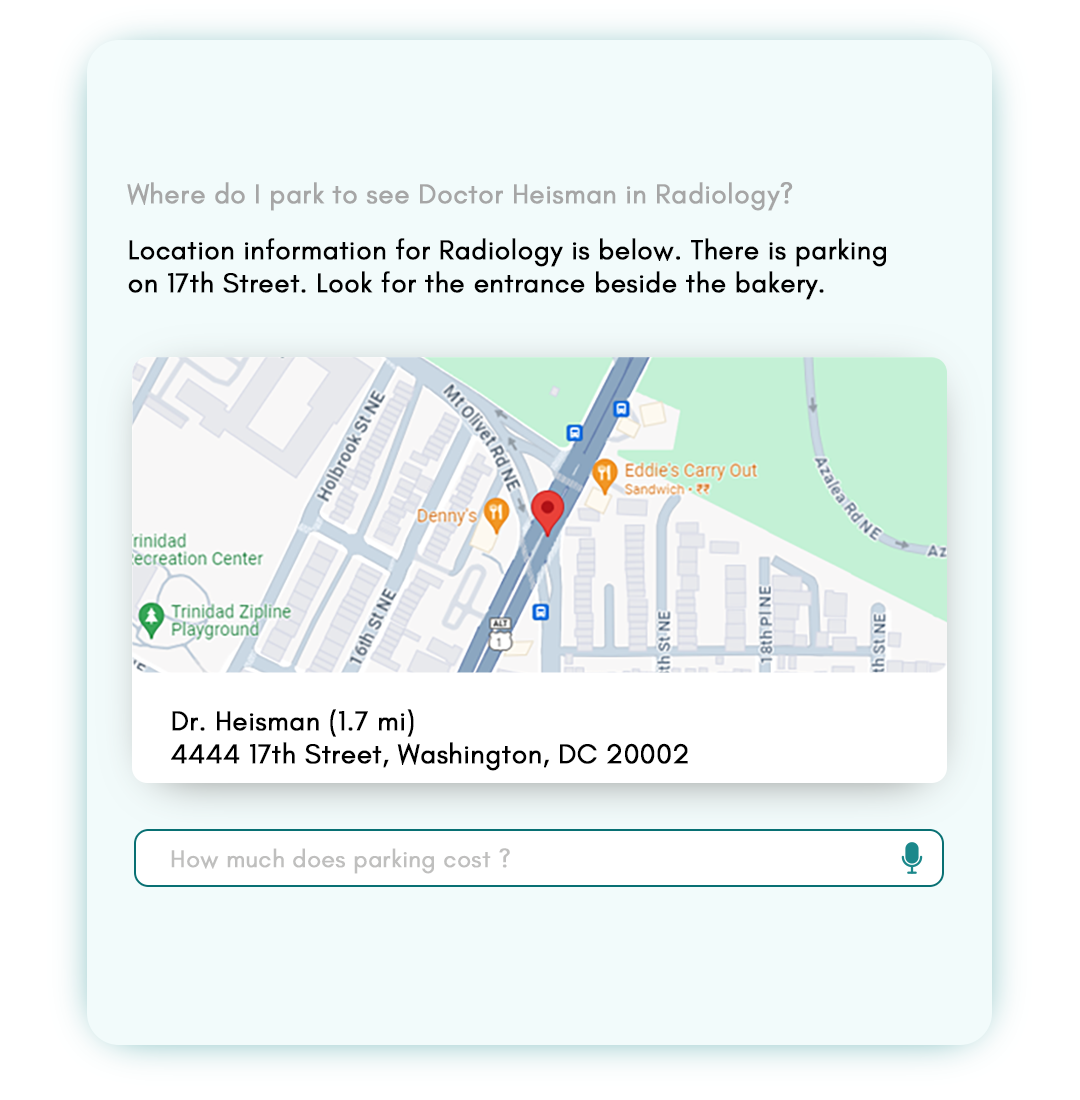 Where do I park to see Doctor Heisman in Radiology?
Location information for Radiology is below. There is parking
on 17th Street. Look for the entrance beside the bakery.
Holbrook St NE
Mt Olivet Rd NE
Eddie's Carry Out
Sandwich · ₹₹
Azalea Rd NE
Az
Denny's
rinidad
ecreation Center
Trinidad Zipline
Playground
16th St NE
ALT
1
th St NE
18th Pl NE
th St NE
Dr. Heisman (1.7 mi)
4444 17th Street, Washington, DC 20002
How much does parking cost ?